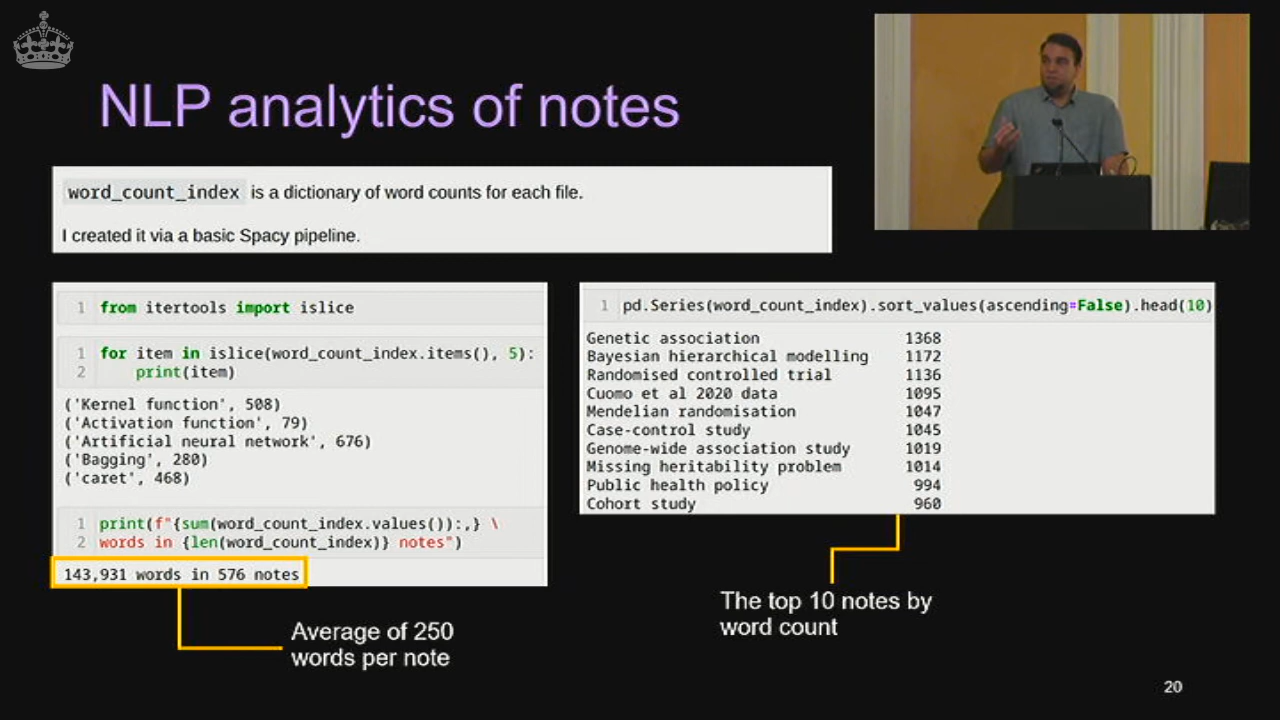 NLP analytics of notes
word_count_index is a dictionary of word counts for each file.
I created it via a basic Spacy pipeline.
1 from itertools import islice
1 for item in islice(word_count_index.items(), 5):
2 print(item)
('Kernel function', 508)
('Activation function', 79)
('Artificial neural network', 676)
('Bagging', 280)
('caret', 468)
1 print(f"{sum(word_count_index.values()):,} \
2 words in {len(word_count_index)} notes")
143,931 words in 576 notes
Average of 250
words per note
1 pd.Series(word_count_index).sort_values(ascending=False).head(10)
Genetic association 1368
Bayesian hierarchical modelling 1172
Randomised controlled trial 1136
Cuomo et al 2020 data 1095
Mendelian randomisation 1047
Case-control study 1045
Genome-wide association study 1019
Missing heritability problem 1014
Public health policy 994
Cohort study 960
The top 10 notes by
word count
20